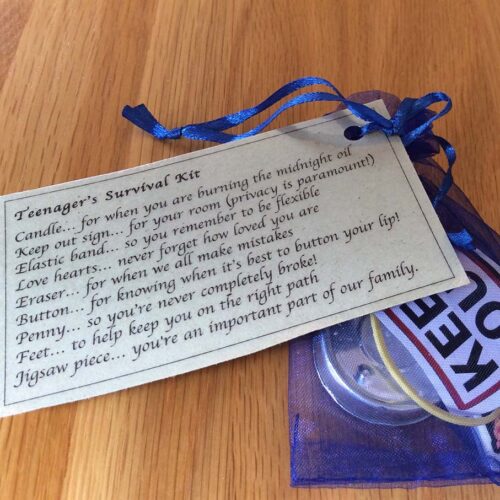 Teenager's Survival Kit
Candle... for when you are burning the midnight oil
Keep out sign... for your room (privacy is paramount!)
Elastic band... so you remember to be flexible
Love hearts... never forget how loved you are
Eraser... for when we all make mistakes
Button... for knowing when it's best to button your lip!
Penny... so you're never completely broke!
Feet... to help keep you on the right path
Jigsaw piece... you're an important part of our family.
KEE
OU